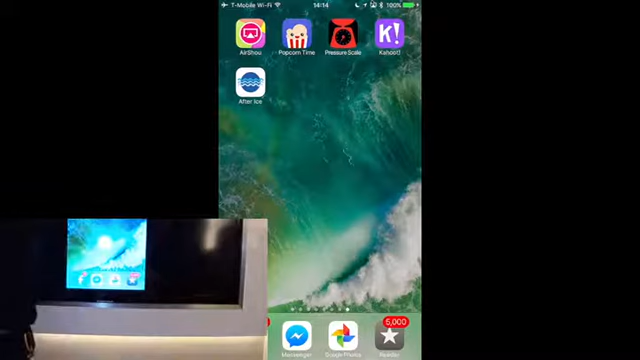 T-Mobile Wi-Fi 14:14 100%
AirShou Popcorn Time Pressure Scale Kahoot!
K!
After Ice
5,000
Messenger Google Photos Reeder